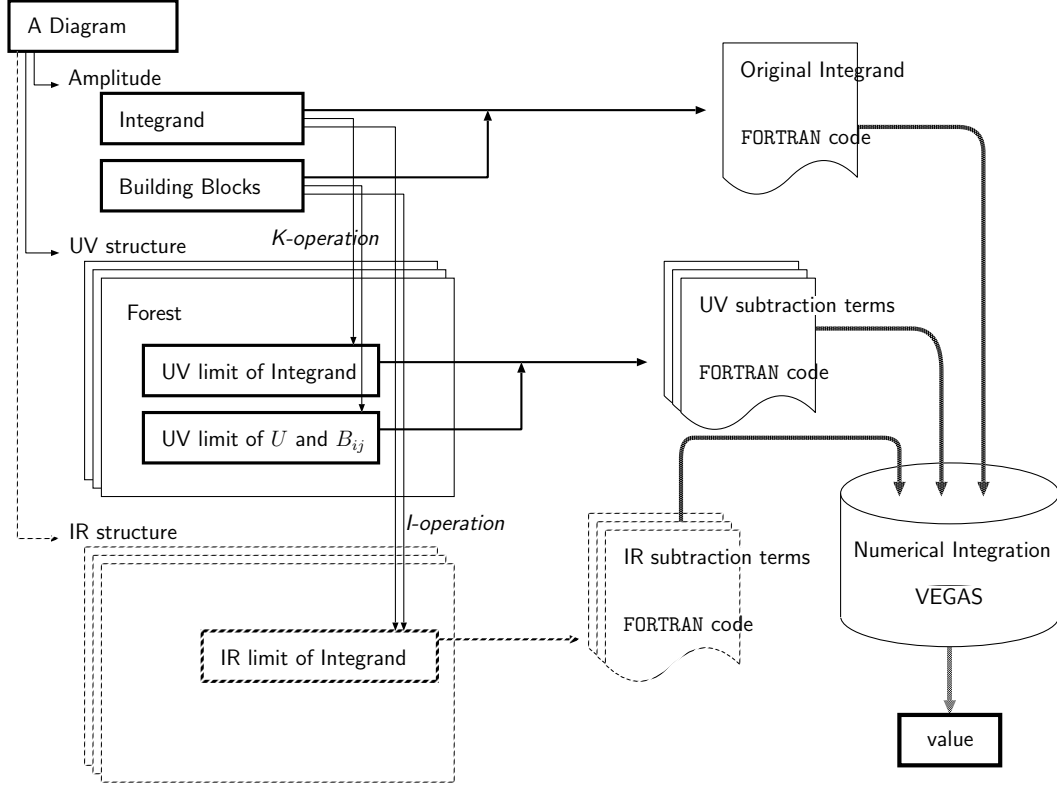 A Diagram
Amplitude
Integrand
Building Blocks
Original Integrand
FORTRAN code
K-operation
UV structure
Forest
UV limit of Integrand
UV limit of U and B_{ij}
UV subtraction terms
FORTRAN code
I-operation
IR structure
IR limit of Integrand
IR subtraction terms
FORTRAN code
Numerical Integration
VEGAS
value